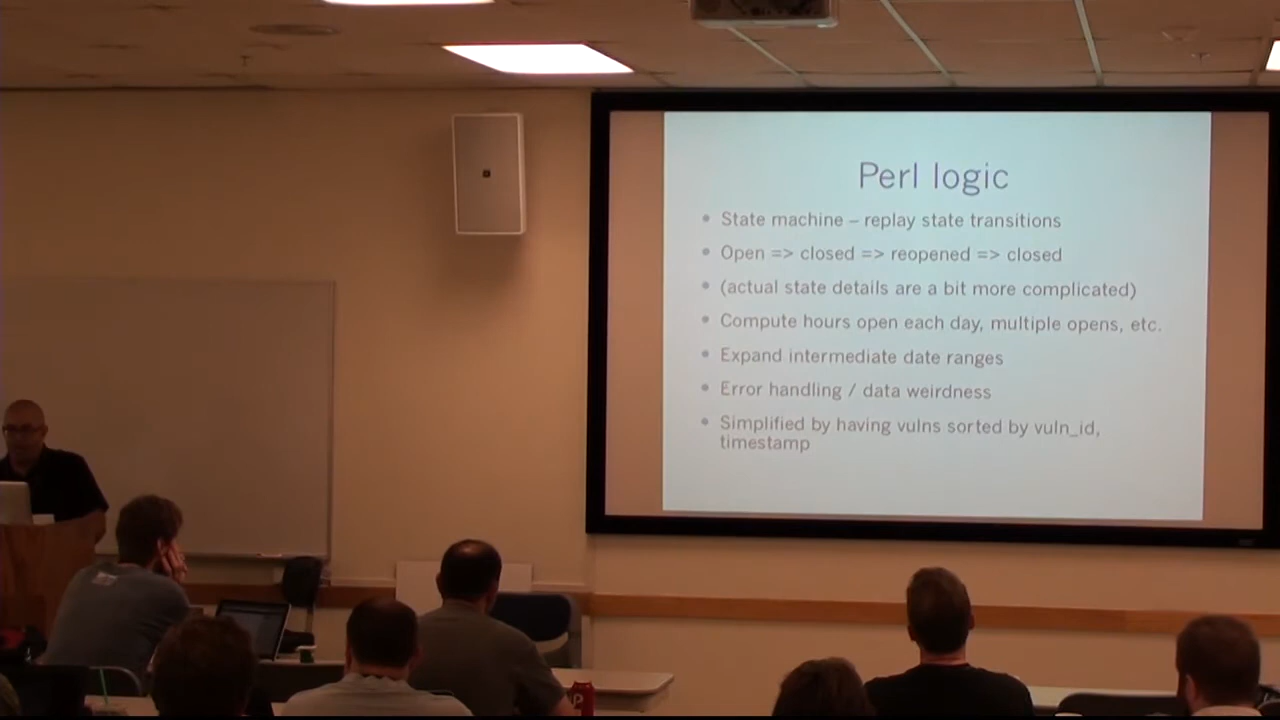 Perl logic
• State machine – replay state transitions
• Open => closed => reopened => closed
• (actual state details are a bit more complicated)
• Compute hours open each day, multiple opens, etc.
• Expand intermediate date ranges
• Error handling / data weirdness
• Simplified by having vulns sorted by vuln_id,
timestamp